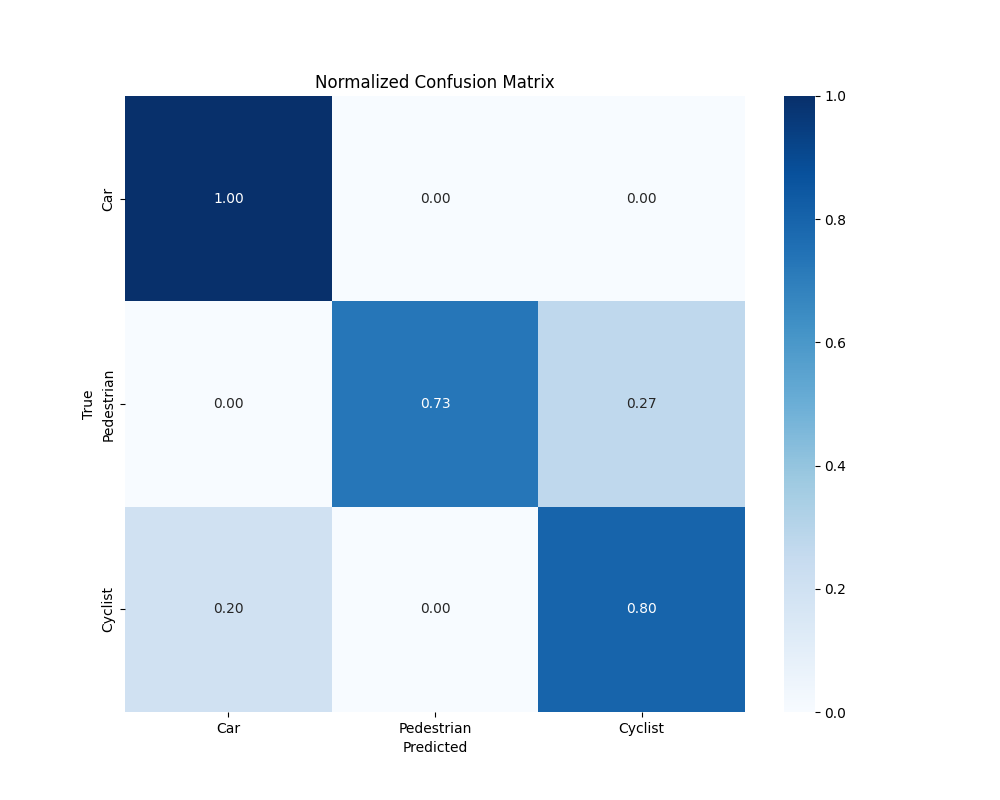 Normalized Confusion Matrix
Car
1.00 0.00 0.00
True
Pedestrian
0.00 0.73 0.27
Cyclist
0.20 0.00 0.80
Car Pedestrian Cyclist
Predicted
1.0
0.8
0.6
0.4
0.2
0.0